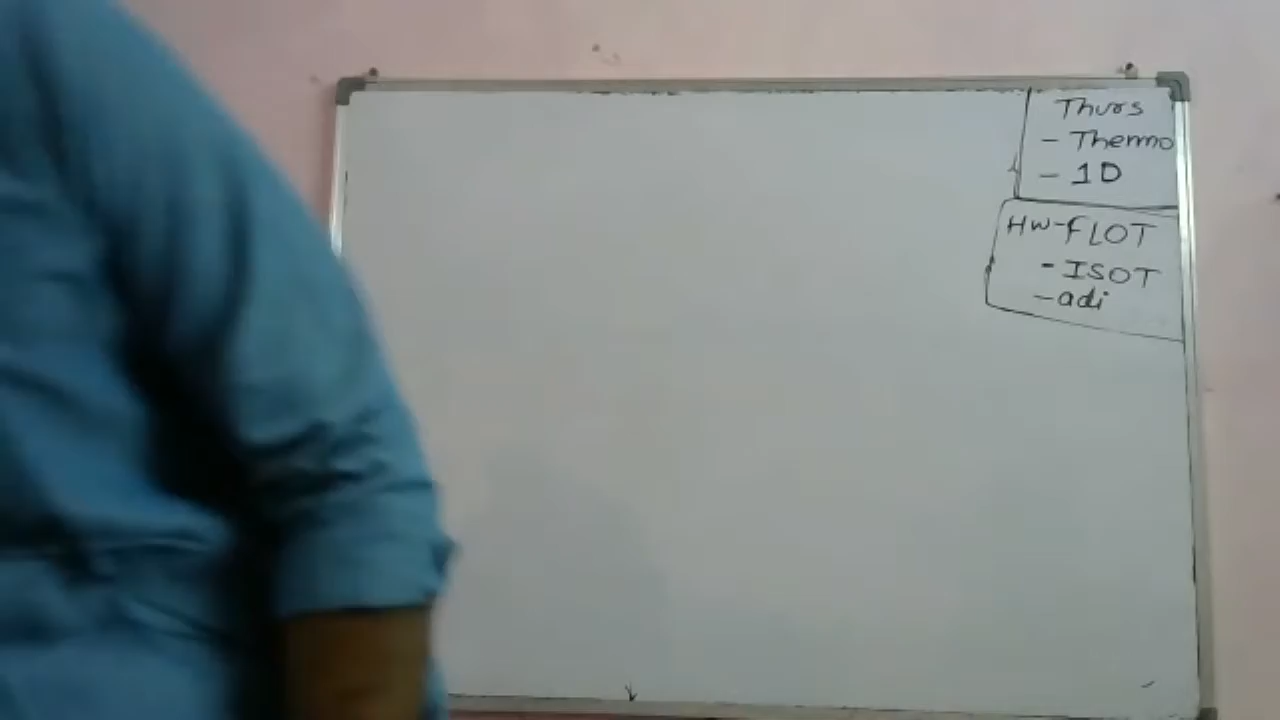 Thurs
- Thermo
- 1D
HW-FLOT
- ISOT
- adi